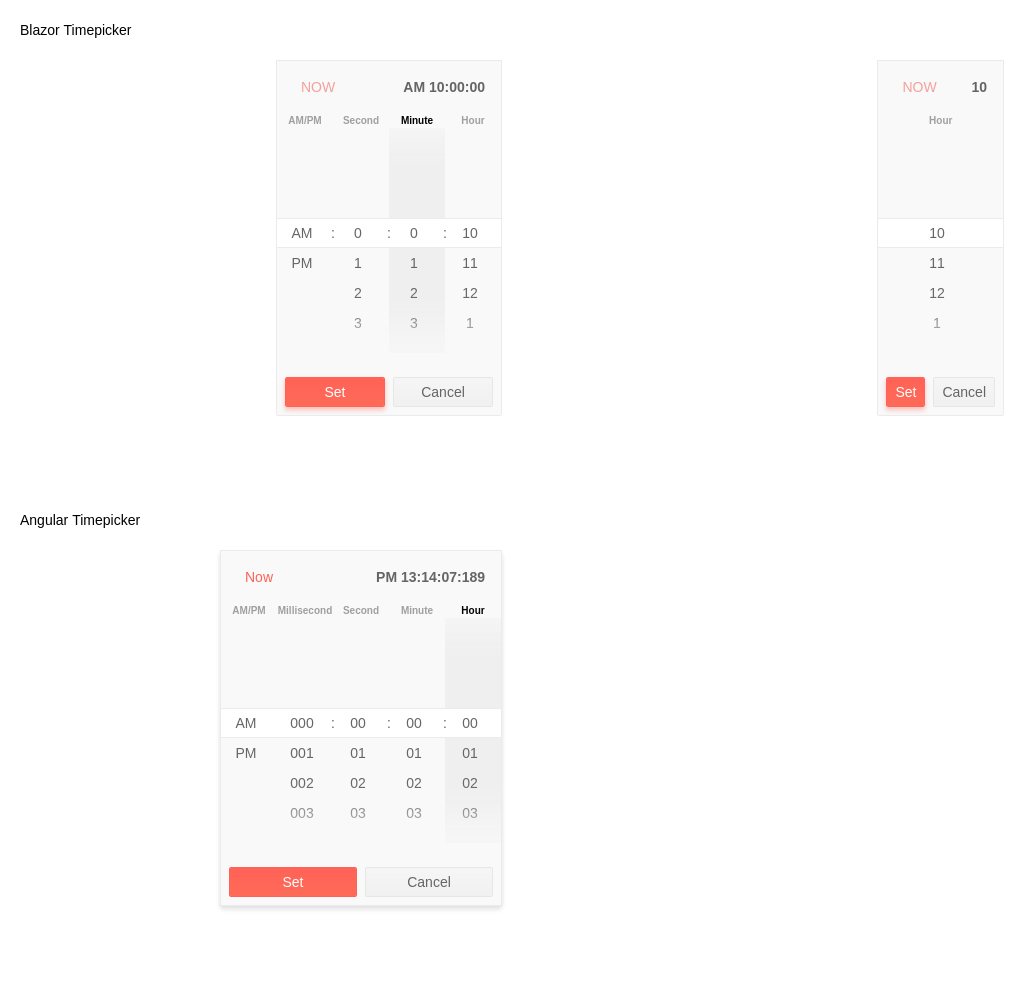 Blazor Timepicker
NOW AM 10:00:00
AM/PM Second Minute Hour
AM : 0 : 0 : 10
PM 1 1 11
2 2 12
3 3 1
Set Cancel
NOW 10
Hour
10
11
12
1
Set Cancel
Angular Timepicker
Now PM 13:14:07:189
AM/PM Millisecond Second Minute Hour
AM 000 : 00 : 00 : 00
PM 001 01 01 01
002 02 02 02
003 03 03 03
Set Cancel